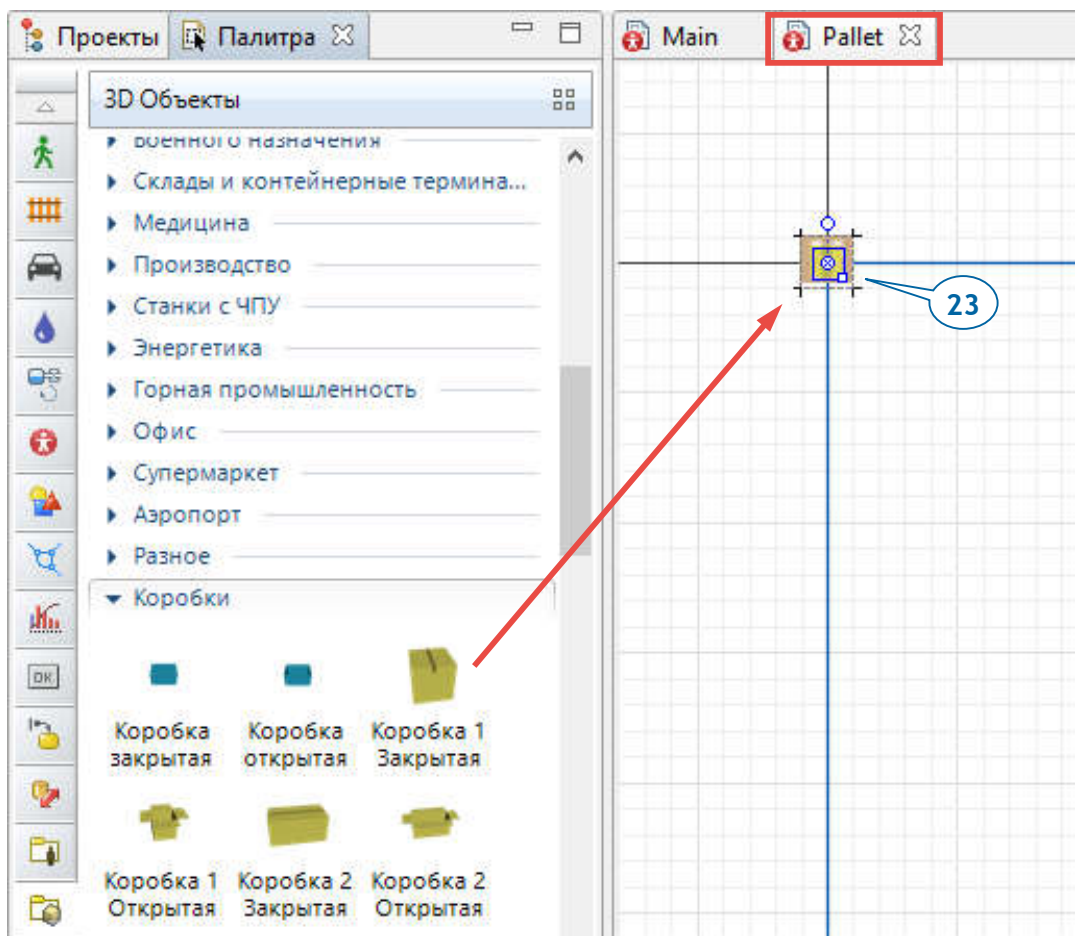 Проекты
Палитра
Main
Pallet
3D Объекты
Военного назначения
Склады и контейнерные термина...
Медицина
Производство
Станки с ЧПУ
Энергетика
Горная промышленность
Офис
Супермаркет
Аэропорт
Разное
Коробки
Коробка
закрытая
Коробка
открытая
Коробка 1
Закрытая
Коробка 1
Открытая
Коробка 2
Закрытая
Коробка 2
Открытая
OK
23